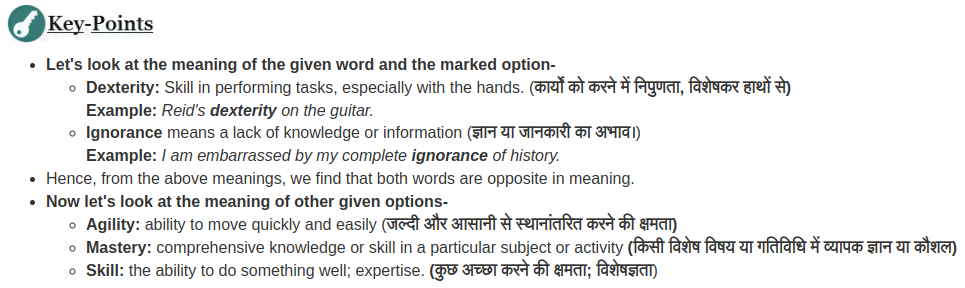 Key-Points
Let's look at the meaning of the given word and the marked option-
Dexterity: Skill in performing tasks, especially with the hands. (कार्यों को करने में निपुणता, विशेषकर हाथों से)
Example: Reid's dexterity on the guitar.
Ignorance means a lack of knowledge or information (ज्ञान या जानकारी का अभाव।)
Example: I am embarrassed by my complete ignorance of history.
Hence, from the above meanings, we find that both words are opposite in meaning.
Now let's look at the meaning of other given options-
Agility: ability to move quickly and easily (जल्दी और आसानी से स्थानांतरित करने की क्षमता)
Mastery: comprehensive knowledge or skill in a particular subject or activity (किसी विशेष विषय या गतिविधि में व्यापक ज्ञान या कौशल)
Skill: the ability to do something well; expertise. (कुछ अच्छा करने की क्षमता; विशेषज्ञता)